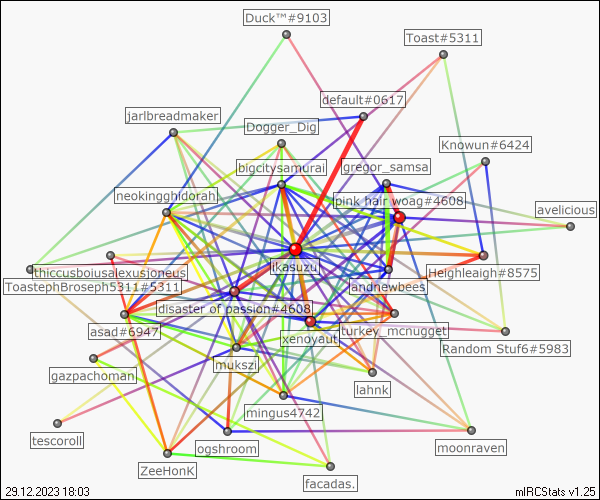 Duck™#9103
Toast#5311
default#0617
jarlbreadmaker
Dogger_Dig
Knowun#6424
bigcitysamurai
gregor_samsa
neokingghidorah
pink hair woag#4608
avelicious
ikasuzu
thiccusboiusalexusjoneus
Heighleaigh#8575
ToastephBroseph5311#5311
landnewbees
disaster of passion#4608
asad#6947
turkey_mcnugget
xenoyaut
Random Stuf6#5983
mukszi
gazpachoman
lahnk
mingus4742
tescoroll
ogshroom
moonraven
ZeeHonK
facadas.
29.12.2023 18:03
mIRCStats v1.25